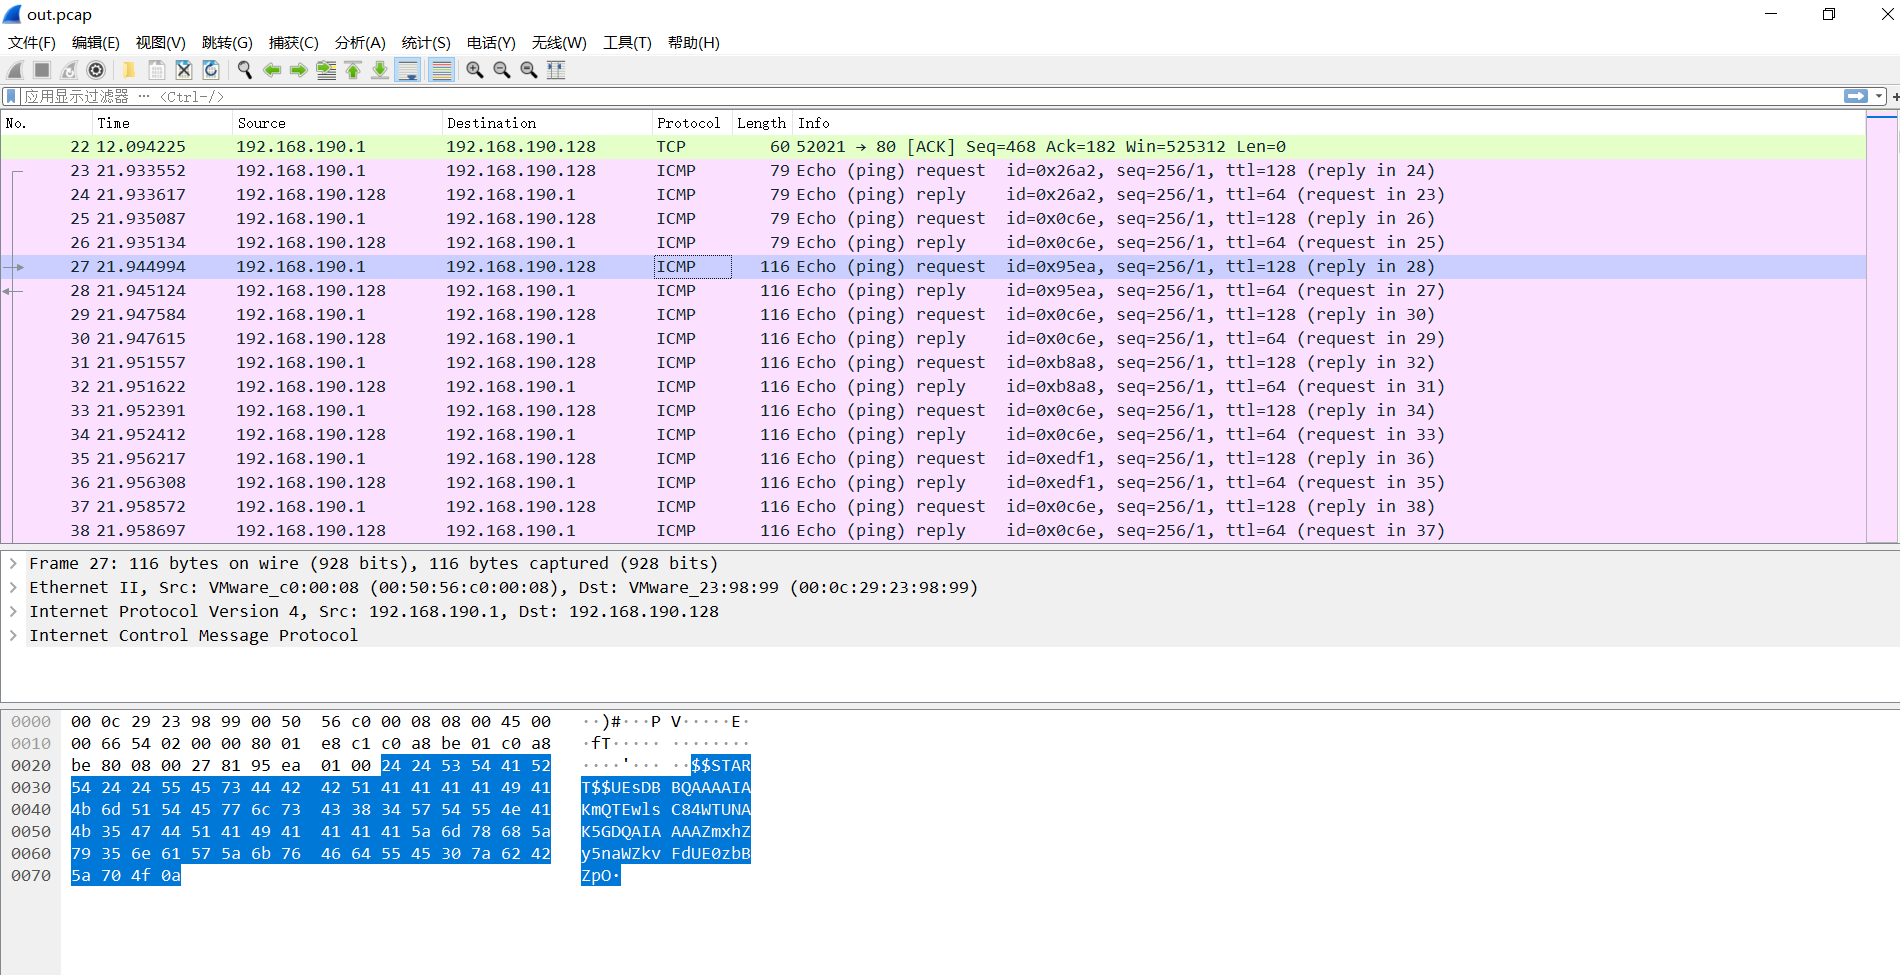 out.pcap
文件(F) 编辑(E) 视图(V) 跳转(G) 捕获(C) 分析(A) 统计(S) 电话(Y) 无线(W) 工具(T) 帮助(H)
应用显示过滤器 … <Ctrl-/>
No. Time Source Destination Protocol Length Info
22 12.094225 192.168.190.1 192.168.190.128 TCP 60 52021 → 80 [ACK] Seq=468 Ack=182 Win=525312 Len=0
23 21.933552 192.168.190.1 192.168.190.128 ICMP 79 Echo (ping) request id=0x26a2, seq=256/1, ttl=128 (reply in 24)
24 21.933617 192.168.190.128 192.168.190.1 ICMP 79 Echo (ping) reply id=0x26a2, seq=256/1, ttl=64 (request in 23)
25 21.935087 192.168.190.1 192.168.190.128 ICMP 79 Echo (ping) request id=0x0c6e, seq=256/1, ttl=128 (reply in 26)
26 21.935134 192.168.190.128 192.168.190.1 ICMP 79 Echo (ping) reply id=0x0c6e, seq=256/1, ttl=64 (request in 25)
27 21.944994 192.168.190.1 192.168.190.128 ICMP 116 Echo (ping) request id=0x95ea, seq=256/1, ttl=128 (reply in 28)
28 21.945124 192.168.190.128 192.168.190.1 ICMP 116 Echo (ping) reply id=0x95ea, seq=256/1, ttl=64 (request in 27)
29 21.947584 192.168.190.1 192.168.190.128 ICMP 116 Echo (ping) request id=0x0c6e, seq=256/1, ttl=128 (reply in 30)
30 21.947615 192.168.190.128 192.168.190.1 ICMP 116 Echo (ping) reply id=0x0c6e, seq=256/1, ttl=64 (request in 29)
31 21.951557 192.168.190.1 192.168.190.128 ICMP 116 Echo (ping) request id=0xb8a8, seq=256/1, ttl=128 (reply in 32)
32 21.951622 192.168.190.128 192.168.190.1 ICMP 116 Echo (ping) reply id=0xb8a8, seq=256/1, ttl=64 (request in 31)
33 21.952391 192.168.190.1 192.168.190.128 ICMP 116 Echo (ping) request id=0x0c6e, seq=256/1, ttl=128 (reply in 34)
34 21.952412 192.168.190.128 192.168.190.1 ICMP 116 Echo (ping) reply id=0x0c6e, seq=256/1, ttl=64 (request in 33)
35 21.956217 192.168.190.1 192.168.190.128 ICMP 116 Echo (ping) request id=0xedf1, seq=256/1, ttl=128 (reply in 36)
36 21.956308 192.168.190.128 192.168.190.1 ICMP 116 Echo (ping) reply id=0xedf1, seq=256/1, ttl=64 (request in 35)
37 21.958572 192.168.190.1 192.168.190.128 ICMP 116 Echo (ping) request id=0x0c6e, seq=256/1, ttl=128 (reply in 38)
38 21.958697 192.168.190.128 192.168.190.1 ICMP 116 Echo (ping) reply id=0x0c6e, seq=256/1, ttl=64 (request in 37)
Frame 27: 116 bytes on wire (928 bits), 116 bytes captured (928 bits)
Ethernet II, Src: VMware_c0:00:08 (00:50:56:c0:00:08), Dst: VMware_23:98:99 (00:0c:29:23:98:99)
Internet Protocol Version 4, Src: 192.168.190.1, Dst: 192.168.190.128
Internet Control Message Protocol
0000 00 0c 29 23 98 99 00 50 56 c0 00 08 08 00 45 00 ··)#···P V·····E·
0010 00 66 54 02 00 00 80 01 e8 c1 c0 a8 be 01 c0 a8 ·fT····· ········
0020 be 80 08 00 27 81 95 ea 01 00 24 24 53 54 41 52 ····'··· ··$$STAR
0030 54 24 24 55 45 73 44 42 42 51 41 41 41 41 49 41 T$$UEsDB BQAAAAIA
0040 4b 6d 51 54 45 77 6c 73 43 38 34 57 54 55 4e 41 KmQTEwls C84WTUNA
0050 4b 35 47 44 51 41 49 41 41 41 41 5a 6d 78 68 5a K5GDQAIA AAAZmxhZ
0060 79 35 6e 61 57 5a 6b 76 46 64 55 45 30 7a 62 42 y5naWZkv FdUE0zbB
0070 5a 70 4f 0a ZpO·